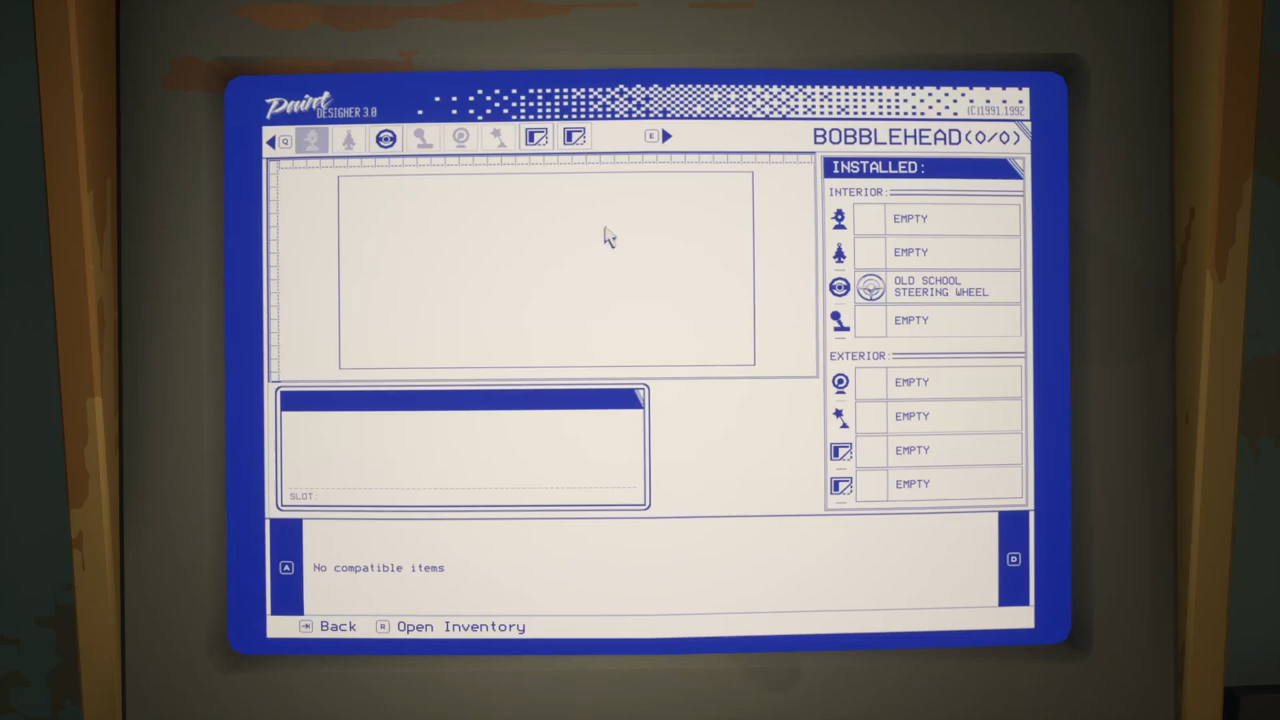 Paint
DESIGNER 3.0
(C)1991,1992
Q
E
BOBBLEHEAD(0/0)
INSTALLED:
INTERIOR:
EMPTY
EMPTY
OLD SCHOOL
STEERING WHEEL
EMPTY
EXTERIOR:
EMPTY
EMPTY
EMPTY
EMPTY
SLOT:
A
No compatible items
D
Back
R
Open Inventory